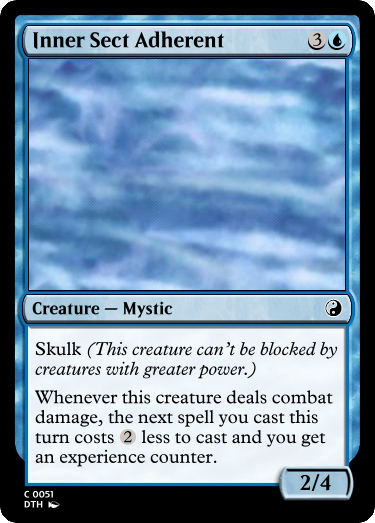 Inner Sect Adherent 3
Creature — Mystic
Skulk (This creature can't be blocked by
creatures with greater power.)
Whenever this creature deals combat
damage, the next spell you cast this
turn costs 2 less to cast and you get
an experience counter.
2/4
C 0051
DTH